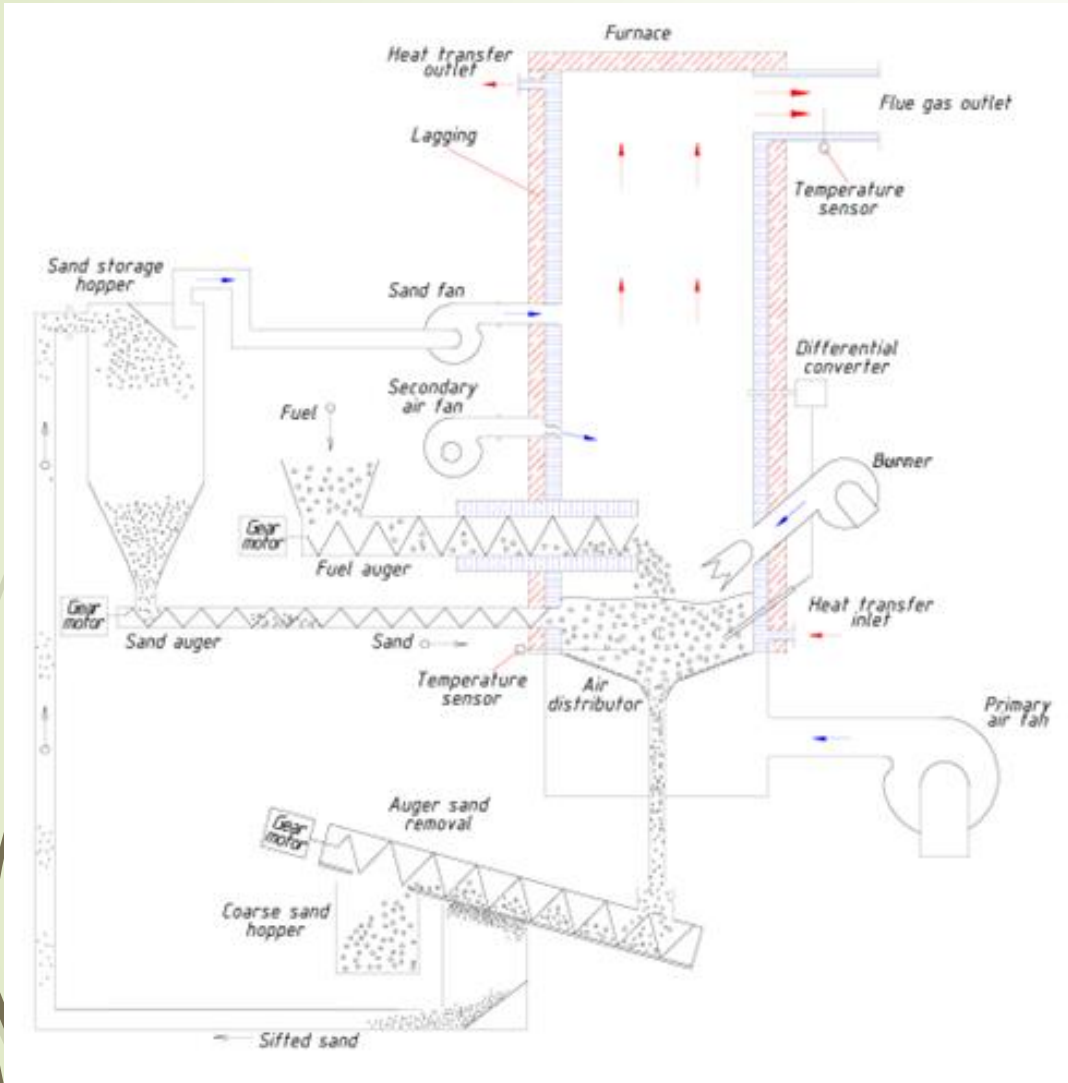 Furnace
Heat transfer
outlet
Flue gas outlet
Lagging
Temperature
sensor
Sand storage
hopper
Sand fan
Differential
converter
Secondary
air fan
Fuel
Burner
Gear
motor
Fuel auger
Gear
motor
Sand auger
Sand
Heat transfer
inlet
Temperature
sensor
Air
distributor
Primary
air fan
Auger sand
removal
Gear
motor
Coarse sand
hopper
Sifted sand